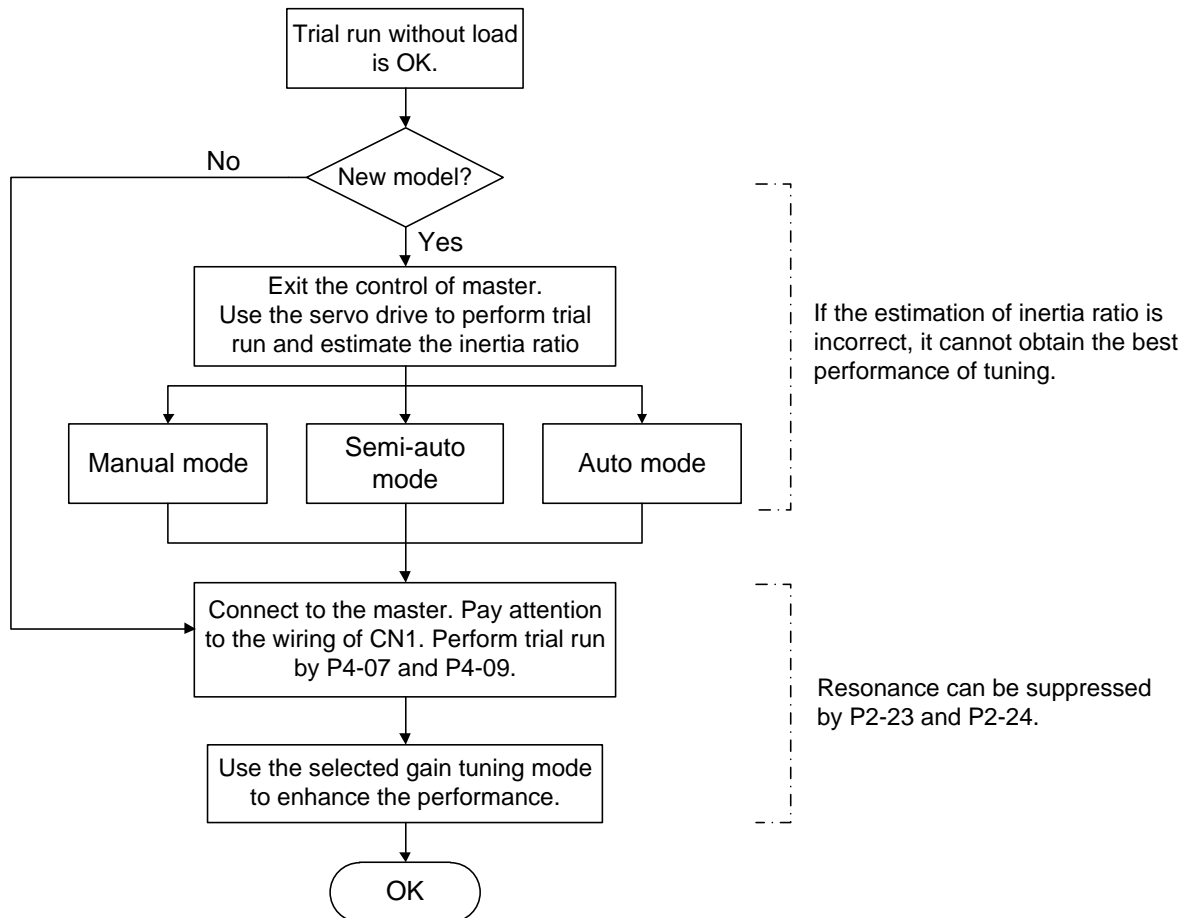 Trial run without load
is OK.
No
New model?
Yes
Exit the control of master.
Use the servo drive to perform trial
run and estimate the inertia ratio
If the estimation of inertia ratio is
incorrect, it cannot obtain the best
performance of tuning.
Manual mode
Semi-auto
mode
Auto mode
Connect to the master. Pay attention
to the wiring of CN1. Perform trial run
by P4-07 and P4-09.
Resonance can be suppressed
by P2-23 and P2-24.
Use the selected gain tuning mode
to enhance the performance.
OK